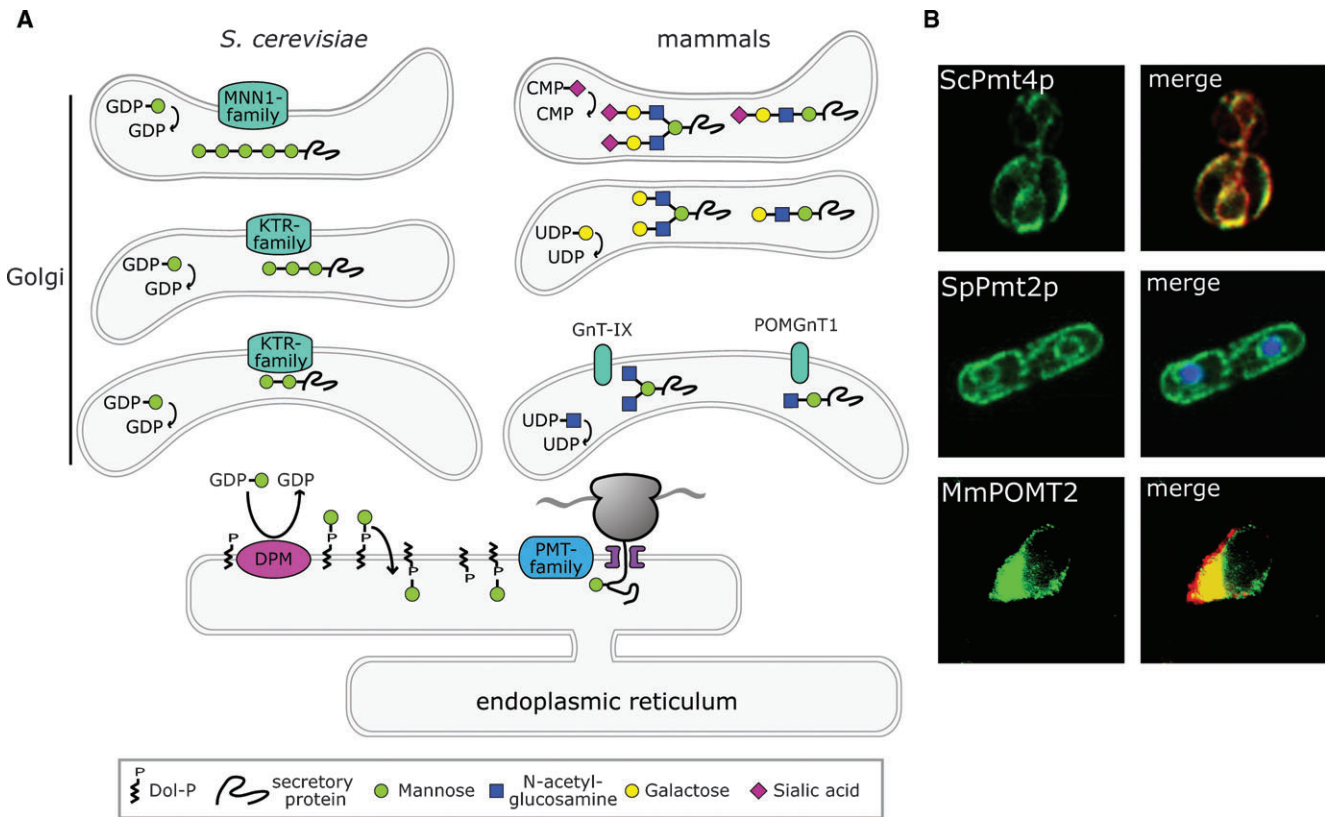 A
S. cerevisiae
mammals
Golgi
GDP
GDP
MNN1-
family
CMP
CMP
GDP
GDP
KTR-
family
UDP
UDP
GDP
GDP
KTR-
family
GnT-IX
POMGnT1
UDP
UDP
GDP
GDP
P
DPM
P
P
P
P
P
PMT-
family
endoplasmic reticulum
P
Dol-P
secretory
protein
Mannose
N-acetyl-
glucosamine
Galactose
Sialic acid
B
ScPmt4p
merge
SpPmt2p
merge
MmPOMT2
merge